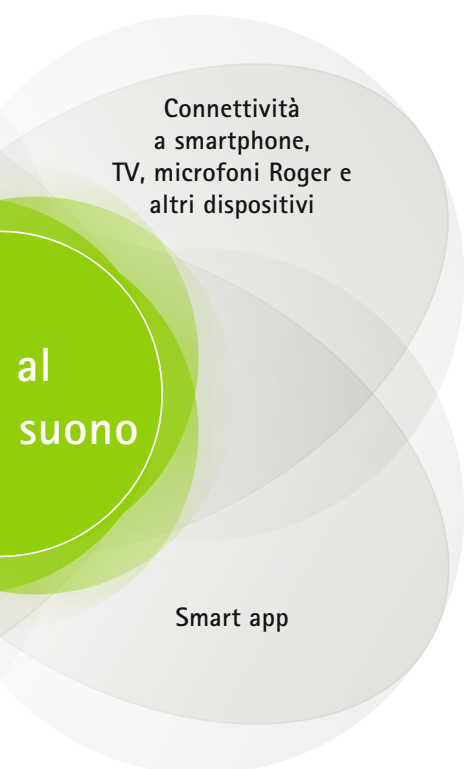 Connettività
a smartphone,
TV, microfoni Roger e
altri dispositivi
al
suono
Smart app